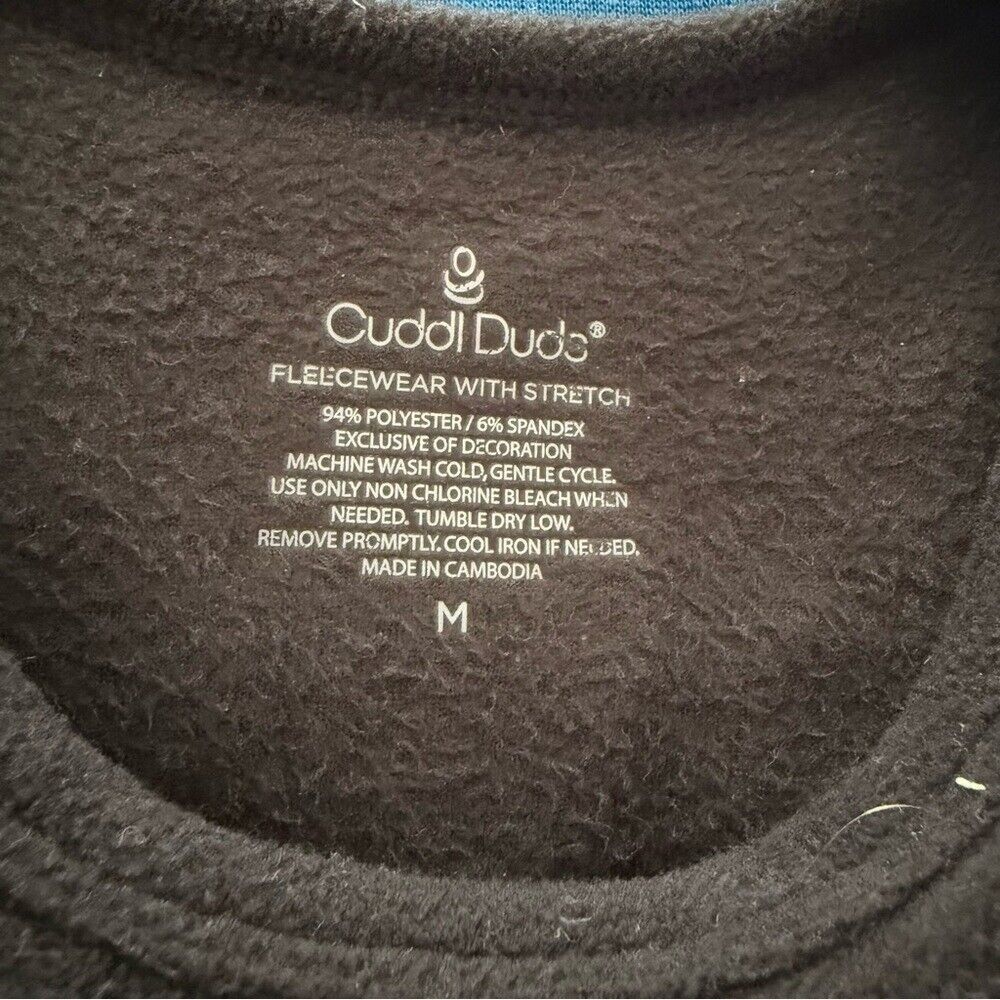 Cuddl Duds®
FLEECEWEAR WITH STRETCH
94% POLYESTER / 6% SPANDEX
EXCLUSIVE OF DECORATION
MACHINE WASH COLD, GENTLE CYCLE.
USE ONLY NON CHLORINE BLEACH WHEN
NEEDED. TUMBLE DRY LOW.
REMOVE PROMPTLY. COOL IRON IF NEEDED.
MADE IN CAMBODIA
M